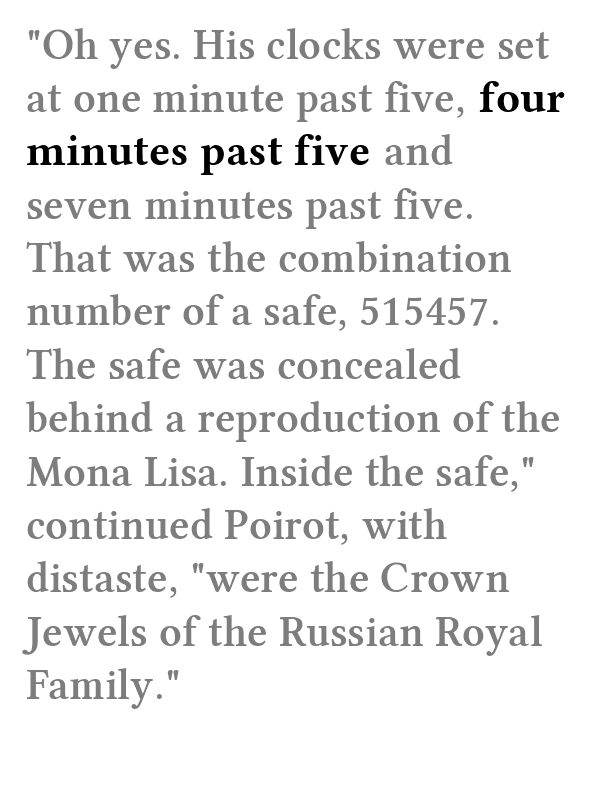 "Oh yes. His clocks were set
at one minute past five, four
minutes past five and
seven minutes past five.
That was the combination
number of a safe, 515457.
The safe was concealed
behind a reproduction of the
Mona Lisa. Inside the safe,"
continued Poirot, with
distaste, "were the Crown
Jewels of the Russian Royal
Family."